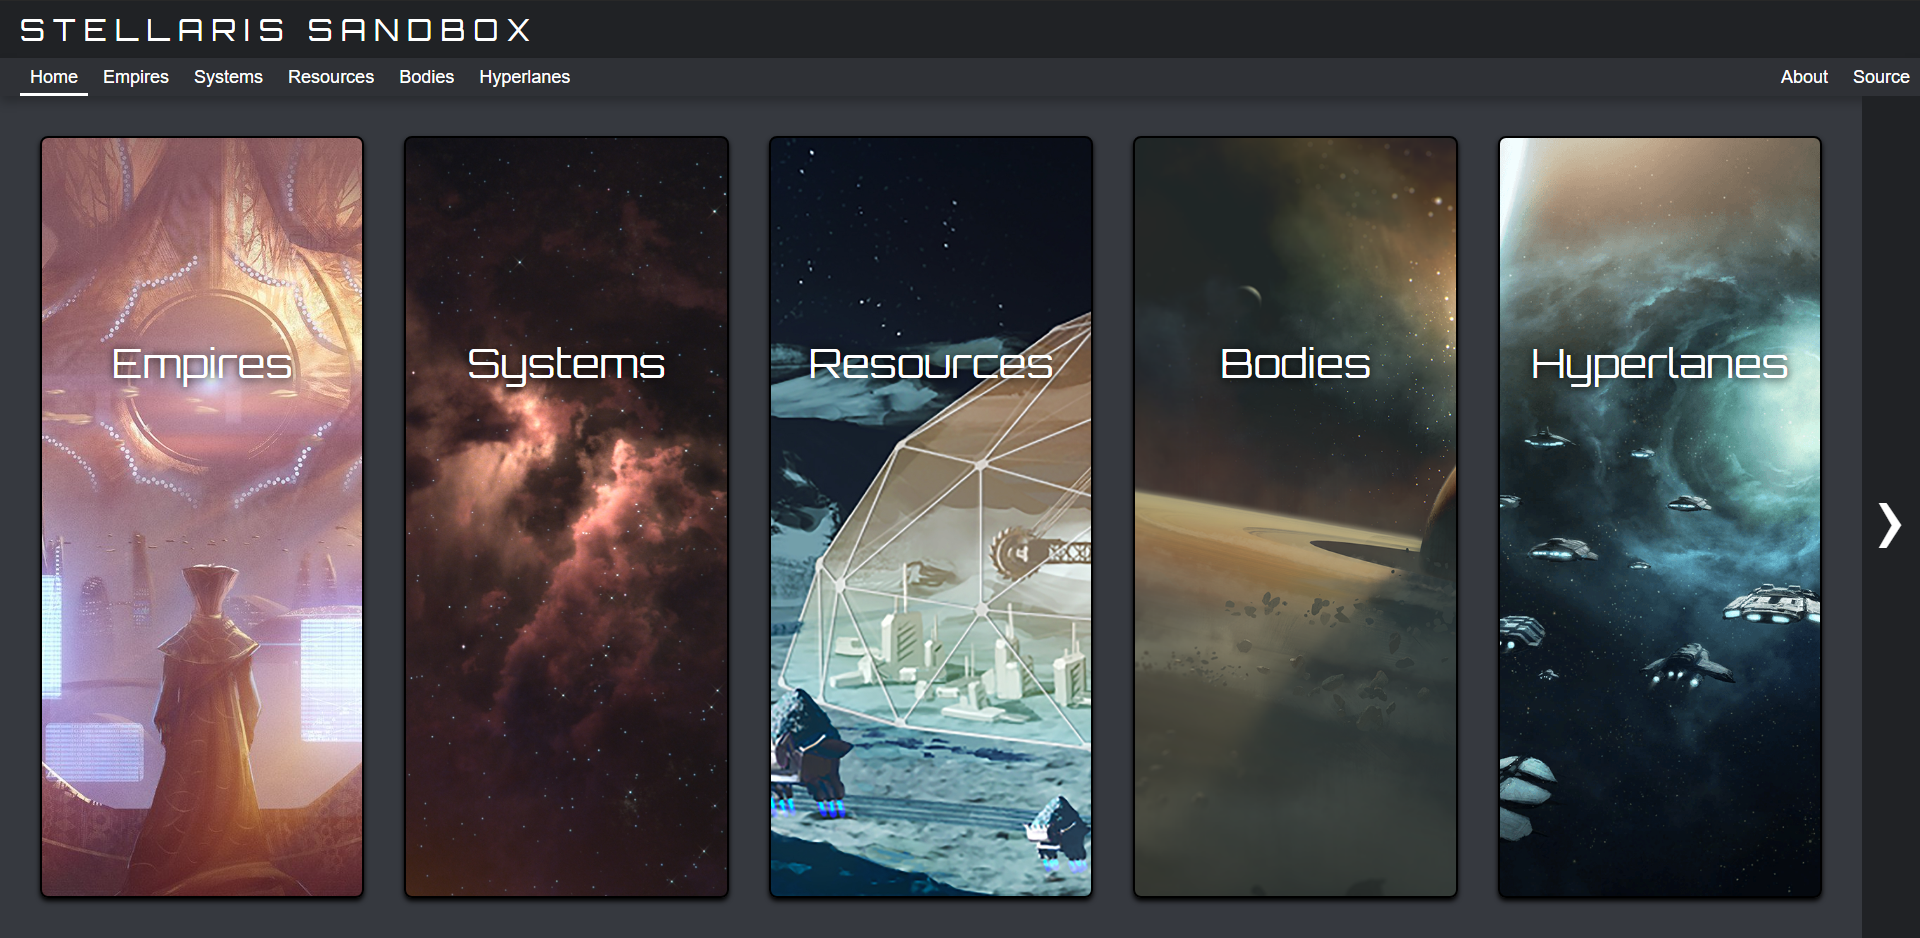 STELLARIS SANDBOX
Home Empires Systems Resources Bodies Hyperlanes About Source
Empires Systems Resources Bodies Hyperlanes